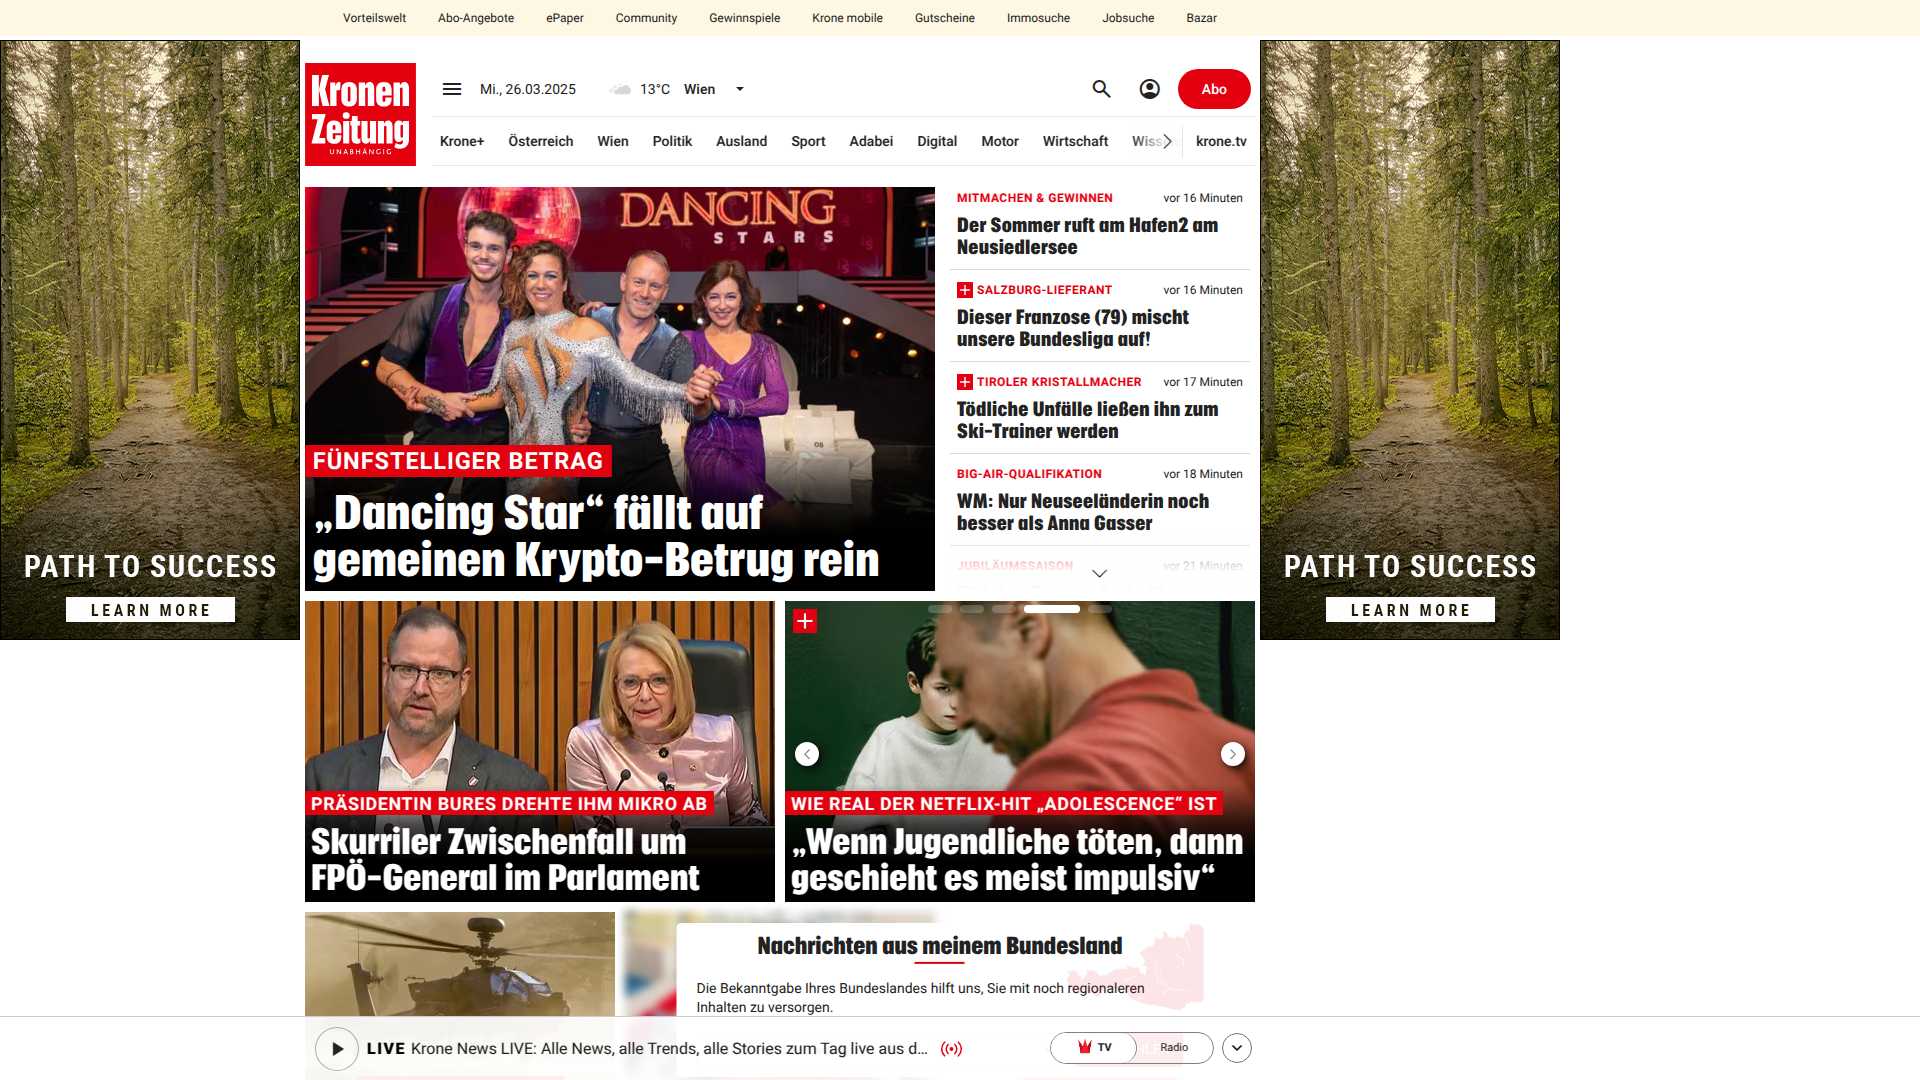 Vorteilswelt Abo-Angebote ePaper Community Gewinnspiele Krone mobile Gutscheine Immosuche Jobsuche Bazar
Kronen
Zeitung
UNABHÄNGIG
Mi., 26.03.2025 13°C Wien Abo
Krone+ Österreich Wien Politik Ausland Sport Adabei Digital Motor Wirtschaft Wiss krone.tv
DANCING
STARS
FÜNFSTELLIGER BETRAG
„Dancing Star“ fällt auf
gemeinen Krypto-Betrug rein
MITMACHEN & GEWINNEN vor 16 Minuten
Der Sommer ruft am Hafen2 am
Neusiedlersee
SALZBURG-LIEFERANT vor 16 Minuten
Dieser Franzose (79) mischt
unsere Bundesliga auf!
TIROLER KRISTALLMACHER vor 17 Minuten
Tödliche Unfälle ließen ihn zum
Ski-Trainer werden
BIG-AIR-QUALIFIKATION vor 18 Minuten
WM: Nur Neuseeländerin noch
besser als Anna Gasser
JUBILÄUMSSAISON vor 21 Minuten
PATH TO SUCCESS
LEARN MORE
PATH TO SUCCESS
LEARN MORE
PRÄSIDENTIN BURES DREHTE IHM MIKRO AB
Skurriler Zwischenfall um
FPÖ-General im Parlament
WIE REAL DER NETFLIX-HIT „ADOLESCENCE“ IST
„Wenn Jugendliche töten, dann
geschieht es meist impulsiv“
Nachrichten aus meinem Bundesland
Die Bekanntgabe Ihres Bundeslandes hilft uns, Sie mit noch regionaleren
Inhalten zu versorgen.
LIVE Krone News LIVE: Alle News, alle Trends, alle Stories zum Tag live aus d... TV Radio